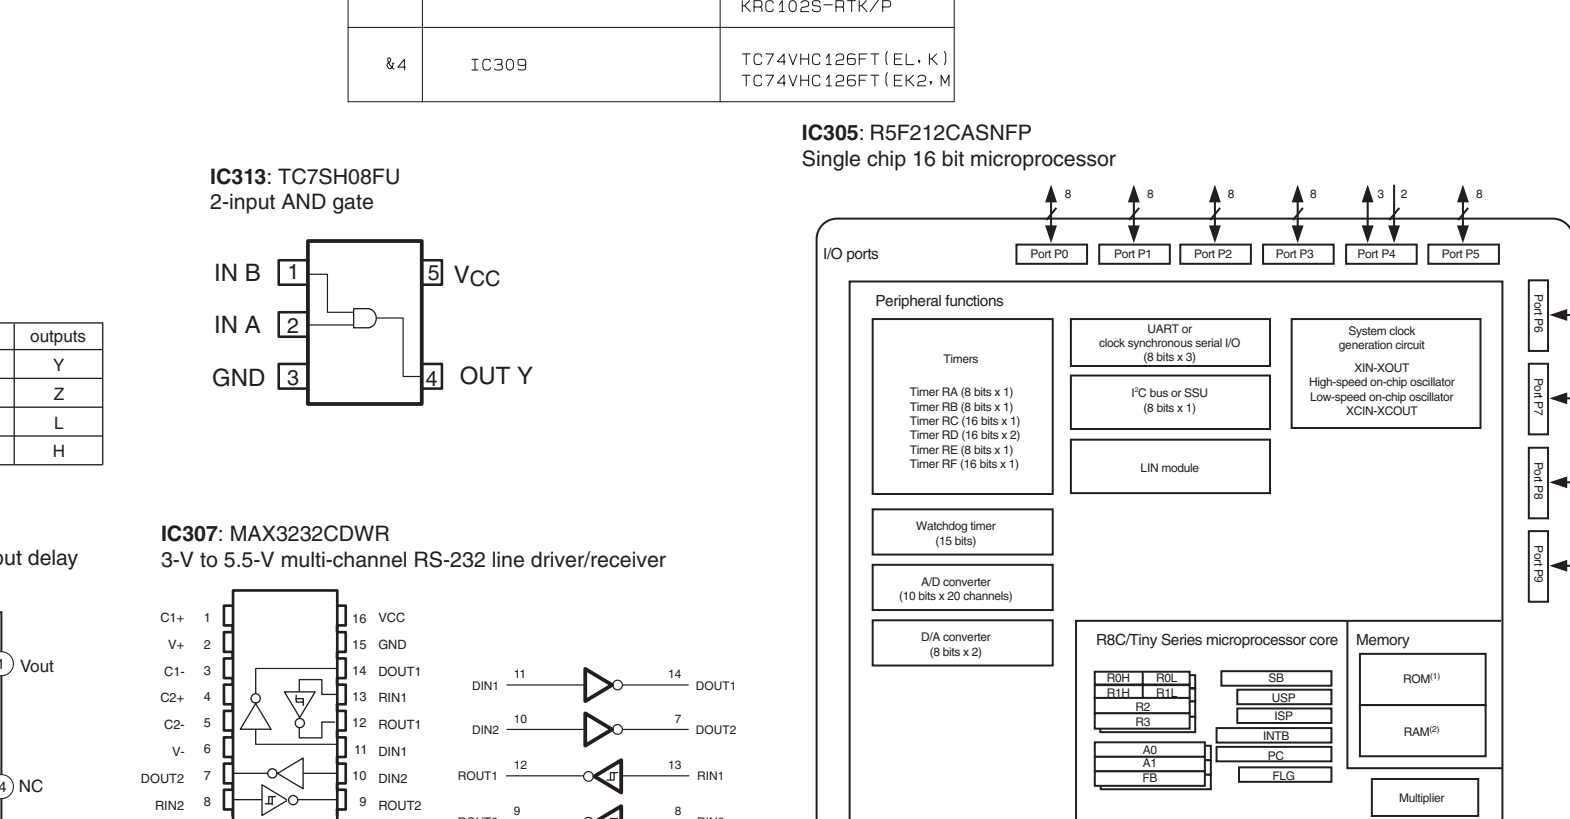 KRC102S-RTK/P
&4 IC309 TC74VHC126FT(EL,K)
TC74VHC126FT(EK2,M
IC305: R5F212CASNFP
Single chip 16 bit microprocessor
IC313: TC7SH08FU
2-input AND gate
8 8 8 8 3 2 8
I/O ports Port P0 Port P1 Port P2 Port P3 Port P4 Port P5
IN B 1 5 VCC
IN A 2
GND 3 4 OUT Y
outputs
Y
Z
L
H
Peripheral functions
Timers
Timer RA (8 bits x 1)
Timer RB (8 bits x 1)
Timer RC (16 bits x 1)
Timer RD (16 bits x 2)
Timer RE (8 bits x 1)
Timer RF (16 bits x 1)
UART or
clock synchronous serial I/O
(8 bits x 3)
I²C bus or SSU
(8 bits x 1)
LIN module
System clock
generation circuit
XIN-XOUT
High-speed on-chip oscillator
Low-speed on-chip oscillator
XCIN-XCOUT
Port P6
Port P7
Port P8
Port P9
Watchdog timer
(15 bits)
A/D converter
(10 bits x 20 channels)
D/A converter
(8 bits x 2)
R8C/Tiny Series microprocessor core
R0H R0L
R1H R1L
R2
R3
A0
A1
FB
SB
USP
ISP
INTB
PC
FLG
Memory
ROM(1)
RAM(2)
Multiplier
IC307: MAX3232CDWR
3-V to 5.5-V multi-channel RS-232 line driver/receiver
out delay
Vout
4 NC
C1+ 1 16 VCC
V+ 2 15 GND
C1- 3 14 DOUT1
C2+ 4 13 RIN1
C2- 5 12 ROUT1
V- 6 11 DIN1
DOUT2 7 10 DIN2
RIN2 8 9 ROUT2
DIN1 11 14 DOUT1
DIN2 10 7 DOUT2
ROUT1 12 13 RIN1
9 8